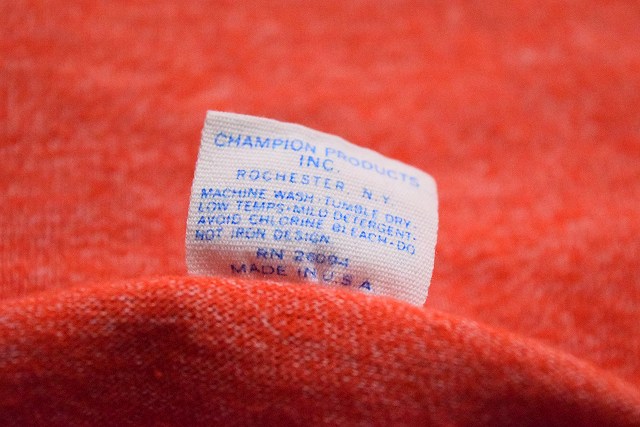 CHAMPION PRODUCTS
INC.
ROCHESTER, N.Y.
MACHINE WASH·TUMBLE DRY-
LOW TEMPS·MILD DETERGENT-
AVOID CHLORINE BLEACH·DO
NOT IRON DESIGN
RN 26094
MADE IN U.S.A